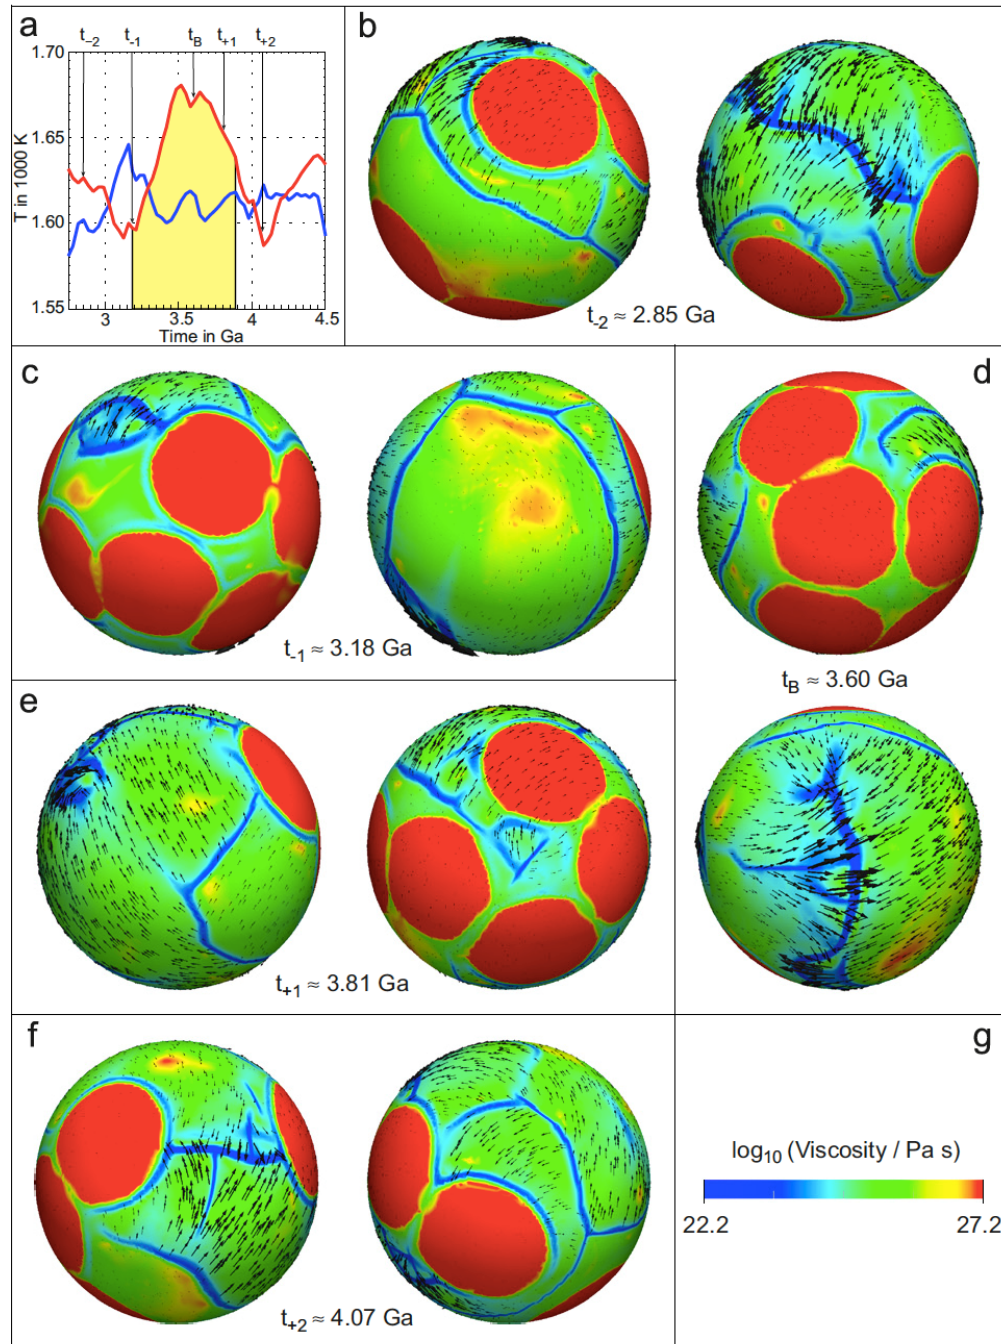 a
t₋₂ t₋₁ t_B t₊₁ t₊₂
1.70
1.65
1.60
1.55
T in 1000 K
3 3.5 4 4.5
Time in Ga
b
t₋₂ ≈ 2.85 Ga
c
t₋₁ ≈ 3.18 Ga
d
t_B ≈ 3.60 Ga
e
t₊₁ ≈ 3.81 Ga
f
t₊₂ ≈ 4.07 Ga
g
log₁₀ (Viscosity / Pa s)
22.2 27.2